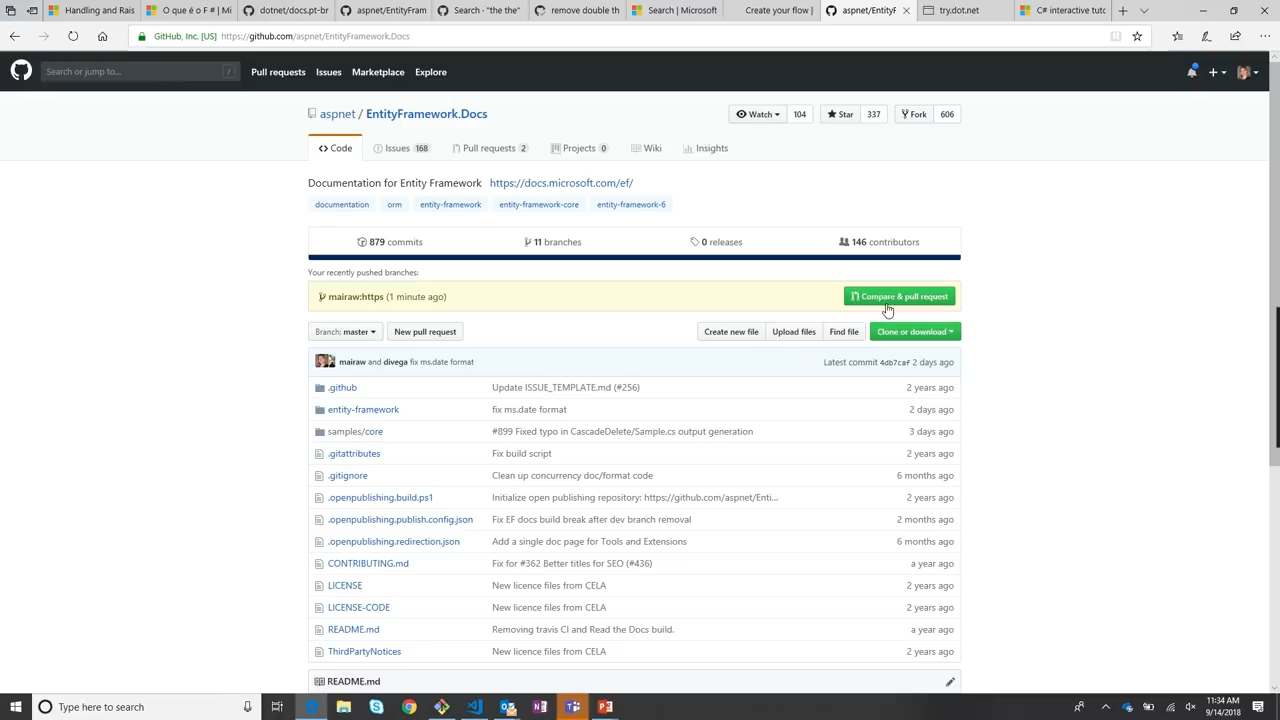 Handling and Rais
O que é o F# | Mi
dotnet/docs.pt-br
aspnet/EntityFram
Search · "the the"
remove double th
Search | Microsoft
Create your flow |
aspnet/EntityF
try.dot.net
C# interactive tuto
GitHub, Inc. [US] https://github.com/aspnet/EntityFramework.Docs
Search or jump to... / Pull requests Issues Marketplace Explore
aspnet / EntityFramework.Docs Watch 104 Star 337 Fork 606
Code Issues 168 Pull requests 2 Projects 0 Wiki Insights
Documentation for Entity Framework https://docs.microsoft.com/ef/
documentation orm entity-framework entity-framework-core entity-framework-6
879 commits 11 branches 0 releases 146 contributors
Your recently pushed branches:
mairaw:https (1 minute ago) Compare & pull request
Branch: master New pull request Create new file Upload files Find file Clone or download
mairaw and divega fix ms.date format Latest commit 4db7caf 2 days ago
.github Update ISSUE_TEMPLATE.md (#256) 2 years ago
entity-framework fix ms.date format 2 days ago
samples/core #899 Fixed typo in CascadeDelete/Sample.cs output generation 3 days ago
.gitattributes Fix build script 2 years ago
.gitignore Clean up concurrency doc/format code 6 months ago
.openpublishing.build.ps1 Initialize open publishing repository: https://github.com/aspnet/Enti... 2 years ago
.openpublishing.publish.config.json Fix EF docs build break after dev branch removal 2 months ago
.openpublishing.redirection.json Add a single doc page for Tools and Extensions 6 months ago
CONTRIBUTING.md Fix for #362 Better titles for SEO (#436) a year ago
LICENSE New licence files from CELA 2 years ago
LICENSE-CODE New licence files from CELA 2 years ago
README.md Removing travis CI and Read the Docs build. a year ago
ThirdPartyNotices New licence files from CELA 2 years ago
README.md
Type here to search
11:34 AM
9/14/2018